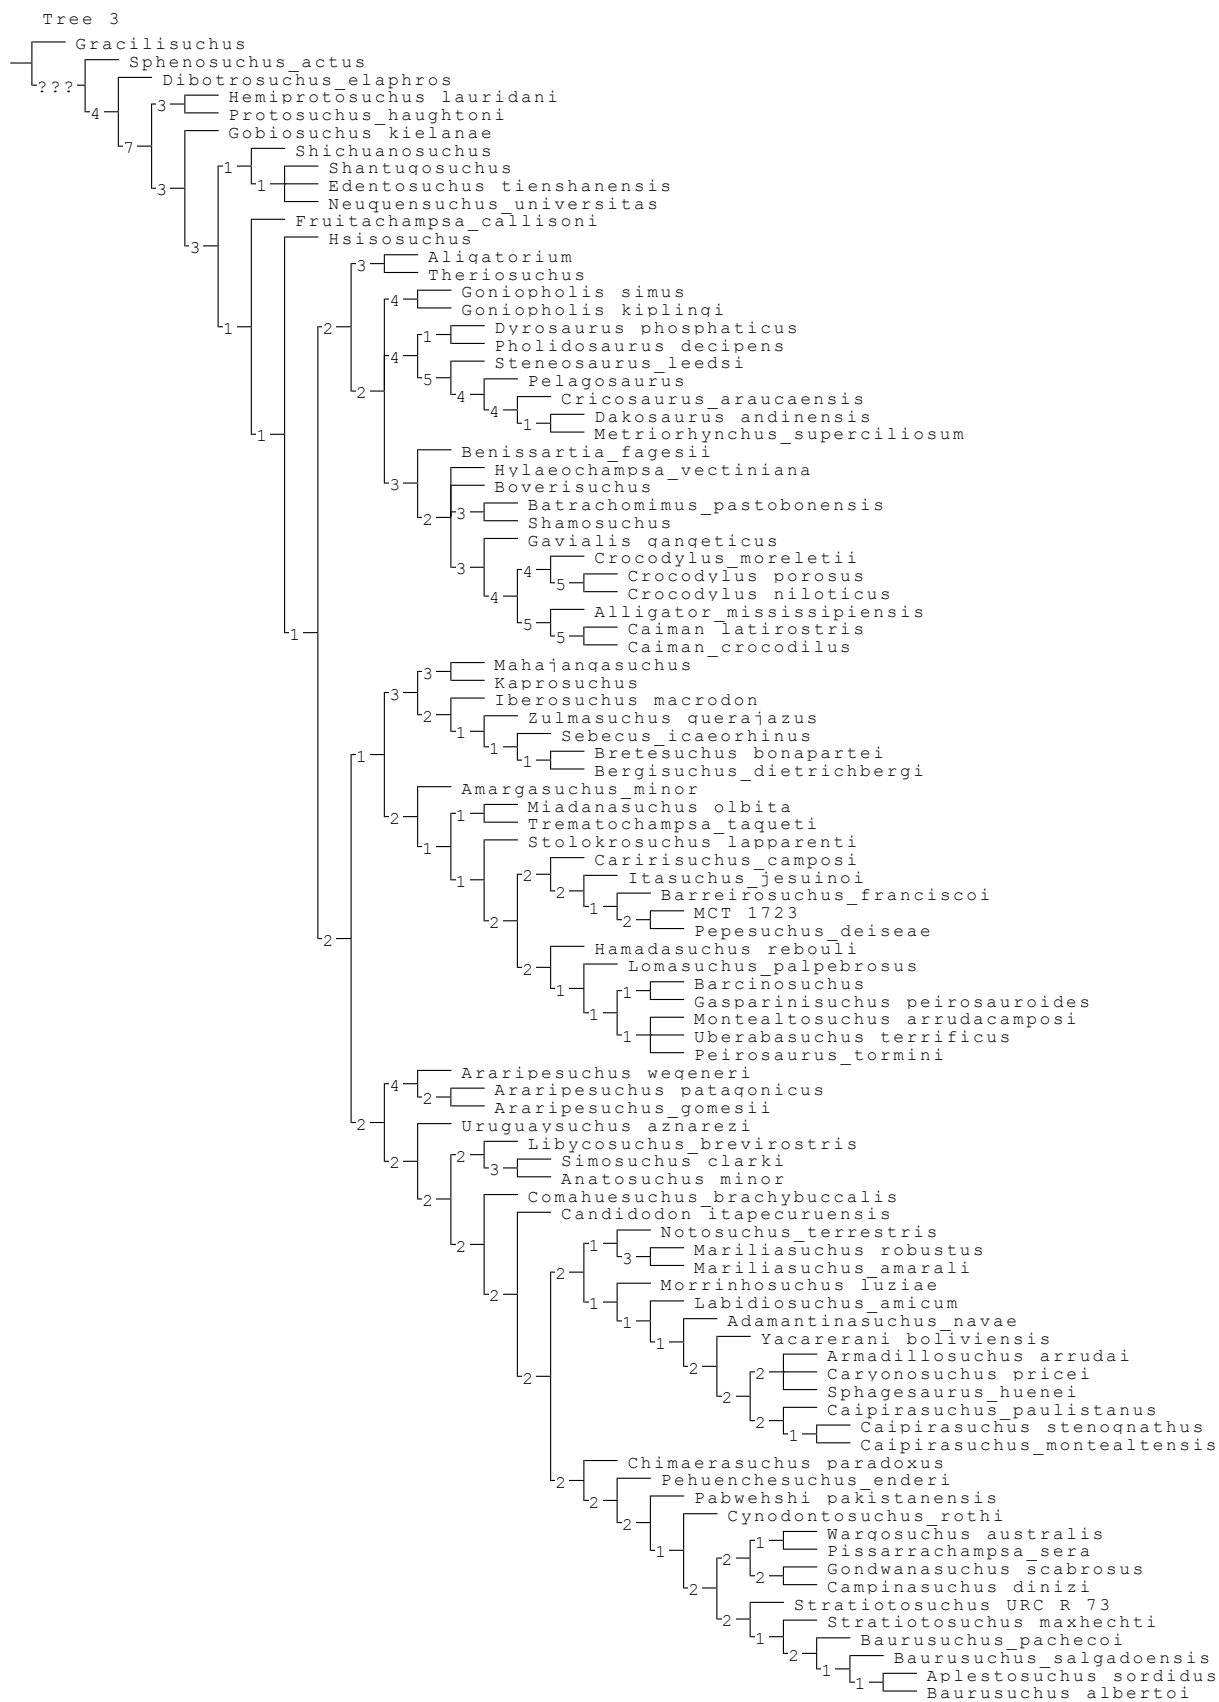 Tree 3
Gracilisuchus
??? Sphenosuchus_actus
4 Dibotrosuchus_elaphros
3 Hemiprotosuchus_lauridani
Protosuchus_haughtoni
7 Gobiosuchus_kielanae
1 Shichuanosuchus
Shantugosuchus
3 1 Edentosuchus_tienshanensis
Neuquensuchus_universitas
Fruitachampsa_callisoni
3 Hsisosuchus
3 Aligatorium
Theriosuchus
4 Goniopholis_simus
Goniopholis_kiplingi
1 2 1 Dyrosaurus_phosphaticus
4 Pholidosaurus_decipens
Steneosaurus_leedsi
2 5 Pelagosaurus
4 Cricosaurus_araucaensis
4 Dakosaurus_andinensis
1 1 Metriorhynchus_superciliosum
Benissartia_fagesii
Hylaeochampsa_vectiniana
3 Boverisuchus
3 Batrachomimus_pastobonensis
2 Shamosuchus
Gavialis_gangeticus
3 4 Crocodylus_moreletii
5 Crocodylus_porosus
4 Crocodylus_niloticus
Alligator_mississipiensis
1 5 5 Caiman_latirostris
Caiman_crocodilus
3 Mahajangasuchus
3 Kaprosuchus
2 Iberosuchus_macrodon
1 Zulmasuchus_querajazus
1 Sebecus_icaeorhinus
1 1 Bretesuchus_bonapartei
Bergisuchus_dietrichbergi
Amargasuchus_minor
2 1 Miadanasuchus_olbita
Trematochampsa_taqueti
1 Stolokrosuchus_lapparenti
2 Caririsuchus_camposi
1 2 Itasuchus_jesuinoi
1 Barreirosuchus_franciscoi
2 2 MCT_1723
2 Pepesuchus_deiseae
Hamadasuchus_rebouli
2 Lomasuchus_palpebrosus
1 1 Barcinosuchus
Gasparinisuchus_peirosauroides
1 Montealtosuchus_arrudacamposi
1 Uberabasuchus_terrificus
Peirosaurus_tormini
4 Araripesuchus_wegeneri
2 Araripesuchus_patagonicus
Araripesuchus_gomesii
2 Uruguaysuchus_aznarezi
2 2 Libycosuchus_brevirostris
3 Simosuchus_clarki
Anatosuchus_minor
2 Comahuesuchus_brachybuccalis
Candidodon_itapecuruensis
2 1 Notosuchus_terrestris
3 Mariliasuchus_robustus
2 Mariliasuchus_amarali
2 Morrinhosuchus_luziae
1 Labidiosuchus_amicum
1 Adamantinasuchus_navae
1 Yacarerani_boliviensis
Armadillosuchus_arrudai
2 2 2 Caryonosuchus_pricei
2 Sphagesaurus_huenei
2 Caipirasuchus_paulistanus
1 Caipirasuchus_stenognathus
Caipirasuchus_montealtensis
Chimaerasuchus_paradoxus
2 Pehuenchesuchus_enderi
2 Pabwehshi_pakistanensis
2 Cynodontosuchus_rothi
1 Wargosuchus_australis
1 2 Pissarrachampsa_sera
2 Gondwanasuchus_scabrosus
2 Campinasuchus_dinizi
Stratiotosuchus_URC_R_73
2 Stratiotosuchus_maxhechti
1 Baurusuchus_pachecoi
2 Baurusuchus_salgadoensis
1 Aplestosuchus_sordidus
1 Baurusuchus_albertoi